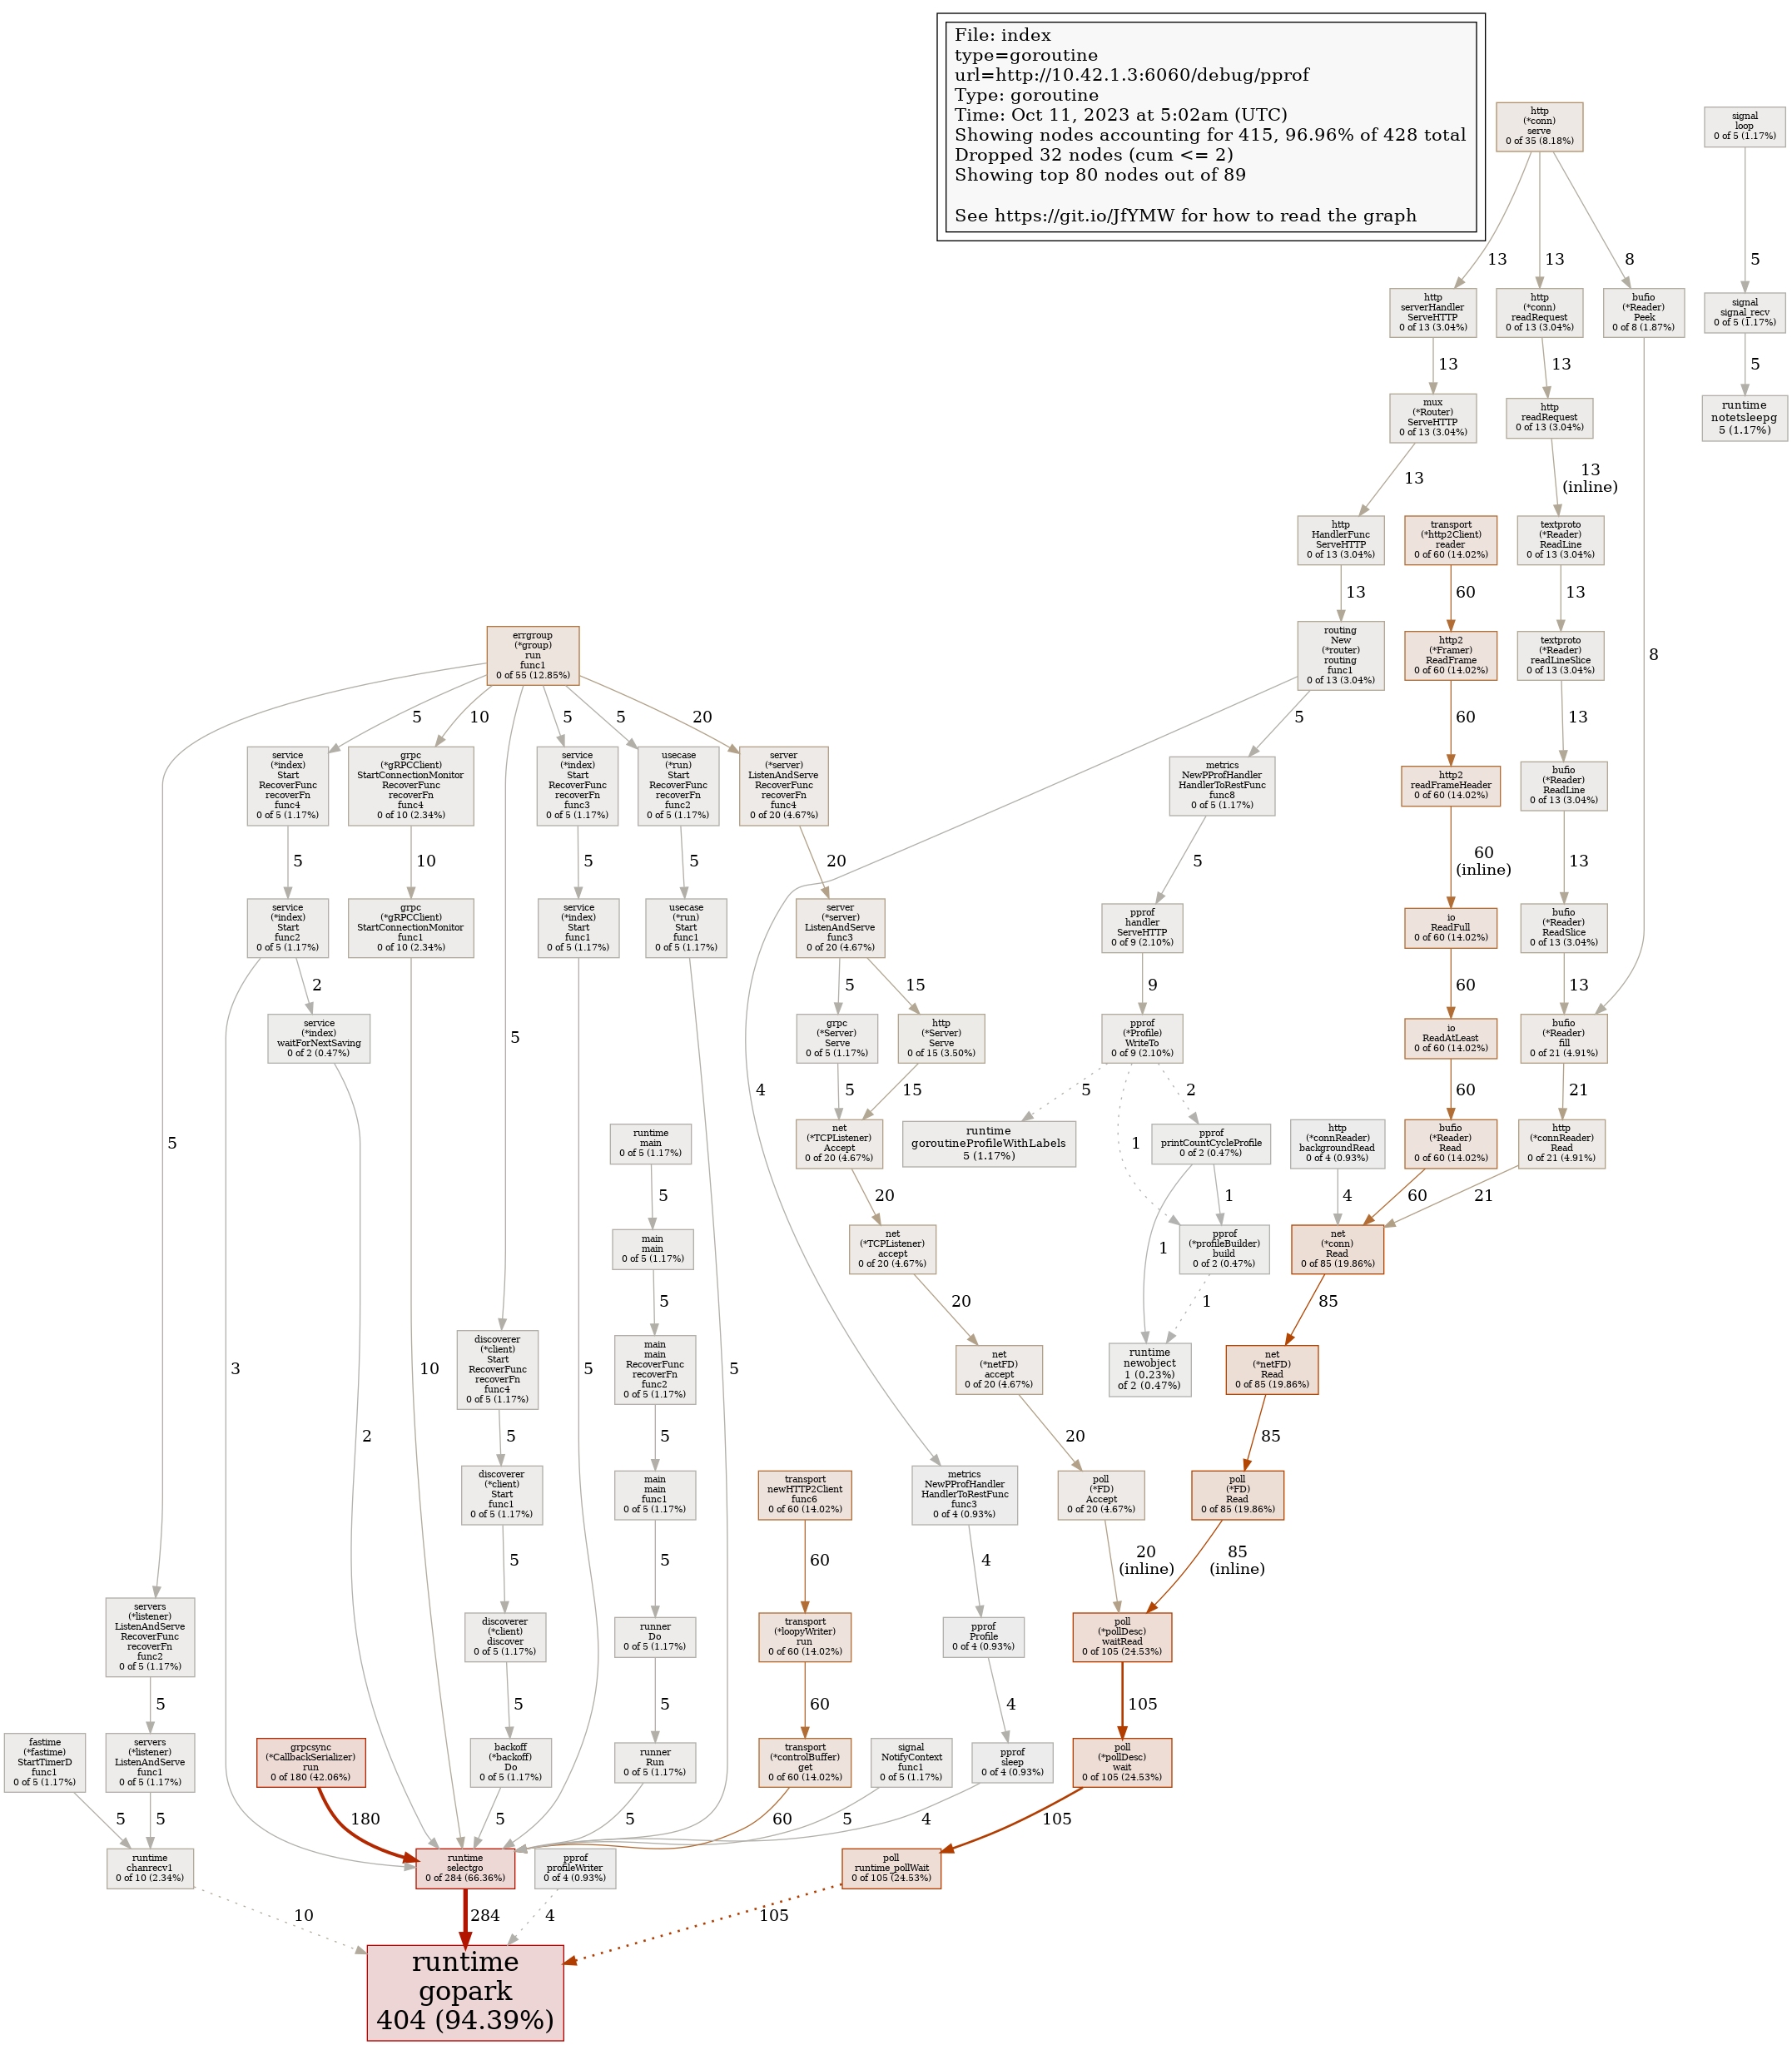 File: index
type=goroutine
url=http://10.42.1.3:6060/debug/pprof
Type: goroutine
Time: Oct 11, 2023 at 5:02am (UTC)
Showing nodes accounting for 415, 96.96% of 428 total
Dropped 32 nodes (cum <= 2)
Showing top 80 nodes out of 89
See https://git.io/JfYMW for how to read the graph
http
(*conn)
serve
0 of 35 (8.18%)
signal
loop
0 of 5 (1.17%)
13
13
8
5
http
serverHandler
ServeHTTP
0 of 13 (3.04%)
http
(*conn)
readRequest
0 of 13 (3.04%)
bufio
(*Reader)
Peek
0 of 8 (1.87%)
signal
signal_recv
0 of 5 (1.17%)
13
13
5
mux
(*Router)
ServeHTTP
0 of 13 (3.04%)
http
readRequest
0 of 13 (3.04%)
runtime
notetsleepg
5 (1.17%)
13
13
(inline)
http
HandlerFunc
ServeHTTP
0 of 13 (3.04%)
transport
(*http2Client)
reader
0 of 60 (14.02%)
textproto
(*Reader)
ReadLine
0 of 13 (3.04%)
13
60
13
errgroup
(*group)
run
func1
0 of 55 (12.85%)
routing
New
(*router)
routing
func1
0 of 13 (3.04%)
http2
(*Framer)
ReadFrame
0 of 60 (14.02%)
textproto
(*Reader)
readLineSlice
0 of 13 (3.04%)
8
5
10
5
5
20
5
60
13
service
(*index)
Start
RecoverFunc
recoverFn
func4
0 of 5 (1.17%)
grpc
(*gRPCClient)
StartConnectionMonitor
RecoverFunc
recoverFn
func4
0 of 10 (2.34%)
service
(*index)
Start
RecoverFunc
recoverFn
func3
0 of 5 (1.17%)
usecase
(*run)
Start
RecoverFunc
recoverFn
func2
0 of 5 (1.17%)
server
(*server)
ListenAndServe
RecoverFunc
recoverFn
func4
0 of 20 (4.67%)
metrics
NewPProfHandler
HandlerToRestFunc
func8
0 of 5 (1.17%)
http2
readFrameHeader
0 of 60 (14.02%)
bufio
(*Reader)
ReadLine
0 of 13 (3.04%)
5
10
5
5
20
5
60
(inline)
13
service
(*index)
Start
func2
0 of 5 (1.17%)
grpc
(*gRPCClient)
StartConnectionMonitor
func1
0 of 10 (2.34%)
service
(*index)
Start
func1
0 of 5 (1.17%)
usecase
(*run)
Start
func1
0 of 5 (1.17%)
server
(*server)
ListenAndServe
func3
0 of 20 (4.67%)
pprof
handler
ServeHTTP
0 of 9 (2.10%)
io
ReadFull
0 of 60 (14.02%)
bufio
(*Reader)
ReadSlice
0 of 13 (3.04%)
2
5
15
9
60
13
service
(*index)
waitForNextSaving
0 of 2 (0.47%)
5
grpc
(*Server)
Serve
0 of 5 (1.17%)
http
(*Server)
Serve
0 of 15 (3.50%)
pprof
(*Profile)
WriteTo
0 of 9 (2.10%)
io
ReadAtLeast
0 of 60 (14.02%)
bufio
(*Reader)
fill
0 of 21 (4.91%)
4
5
15
5
2
60
21
5
runtime
main
0 of 5 (1.17%)
net
(*TCPListener)
Accept
0 of 20 (4.67%)
runtime
goroutineProfileWithLabels
5 (1.17%)
1
pprof
printCountCycleProfile
0 of 2 (0.47%)
http
(*connReader)
backgroundRead
0 of 4 (0.93%)
bufio
(*Reader)
Read
0 of 60 (14.02%)
http
(*connReader)
Read
0 of 21 (4.91%)
5
20
1
4
60
21
main
main
0 of 5 (1.17%)
net
(*TCPListener)
accept
0 of 20 (4.67%)
1
pprof
(*profileBuilder)
build
0 of 2 (0.47%)
net
(*conn)
Read
0 of 85 (19.86%)
5
20
1
85
3
2
10
discoverer
(*client)
Start
RecoverFunc
recoverFn
func4
0 of 5 (1.17%)
5
main
main
RecoverFunc
recoverFn
func2
0 of 5 (1.17%)
5
net
(*netFD)
accept
0 of 20 (4.67%)
runtime
newobject
1 (0.23%)
of 2 (0.47%)
net
(*netFD)
Read
0 of 85 (19.86%)
5
5
20
85
discoverer
(*client)
Start
func1
0 of 5 (1.17%)
main
main
func1
0 of 5 (1.17%)
transport
newHTTP2Client
func6
0 of 60 (14.02%)
metrics
NewPProfHandler
HandlerToRestFunc
func3
0 of 4 (0.93%)
poll
(*FD)
Accept
0 of 20 (4.67%)
poll
(*FD)
Read
0 of 85 (19.86%)
5
5
60
4
20
(inline)
85
(inline)
servers
(*listener)
ListenAndServe
RecoverFunc
recoverFn
func2
0 of 5 (1.17%)
discoverer
(*client)
discover
0 of 5 (1.17%)
runner
Do
0 of 5 (1.17%)
transport
(*loopyWriter)
run
0 of 60 (14.02%)
pprof
Profile
0 of 4 (0.93%)
poll
(*pollDesc)
waitRead
0 of 105 (24.53%)
5
5
5
60
4
105
fastime
(*fastime)
StartTimerD
func1
0 of 5 (1.17%)
servers
(*listener)
ListenAndServe
func1
0 of 5 (1.17%)
grpcsync
(*CallbackSerializer)
run
0 of 180 (42.06%)
backoff
(*backoff)
Do
0 of 5 (1.17%)
runner
Run
0 of 5 (1.17%)
transport
(*controlBuffer)
get
0 of 60 (14.02%)
signal
NotifyContext
func1
0 of 5 (1.17%)
pprof
sleep
0 of 4 (0.93%)
poll
(*pollDesc)
wait
0 of 105 (24.53%)
5
5
180
5
5
60
5
4
105
runtime
chanrecv1
0 of 10 (2.34%)
runtime
selectgo
0 of 284 (66.36%)
pprof
profileWriter
0 of 4 (0.93%)
poll
runtime_pollWait
0 of 105 (24.53%)
10
284
4
105
runtime
gopark
404 (94.39%)